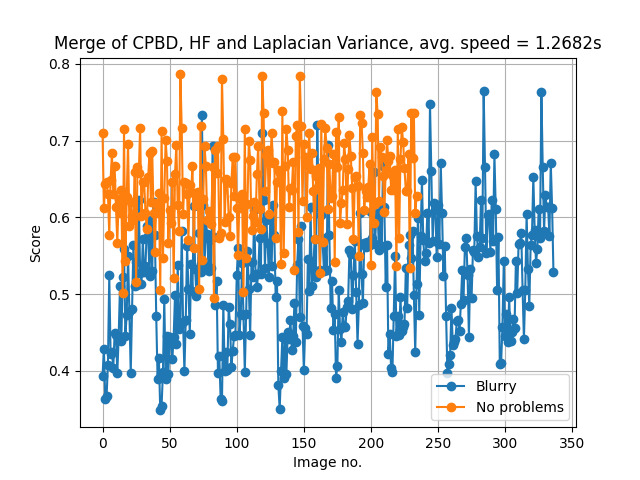 Merge of CPBD, HF and Laplacian Variance, avg. speed = 1.2682s
0.8
0.7
0.6
0.5
0.4
Score
0
50
100
150
200
250
300
350
Image no.
Blurry
No problems